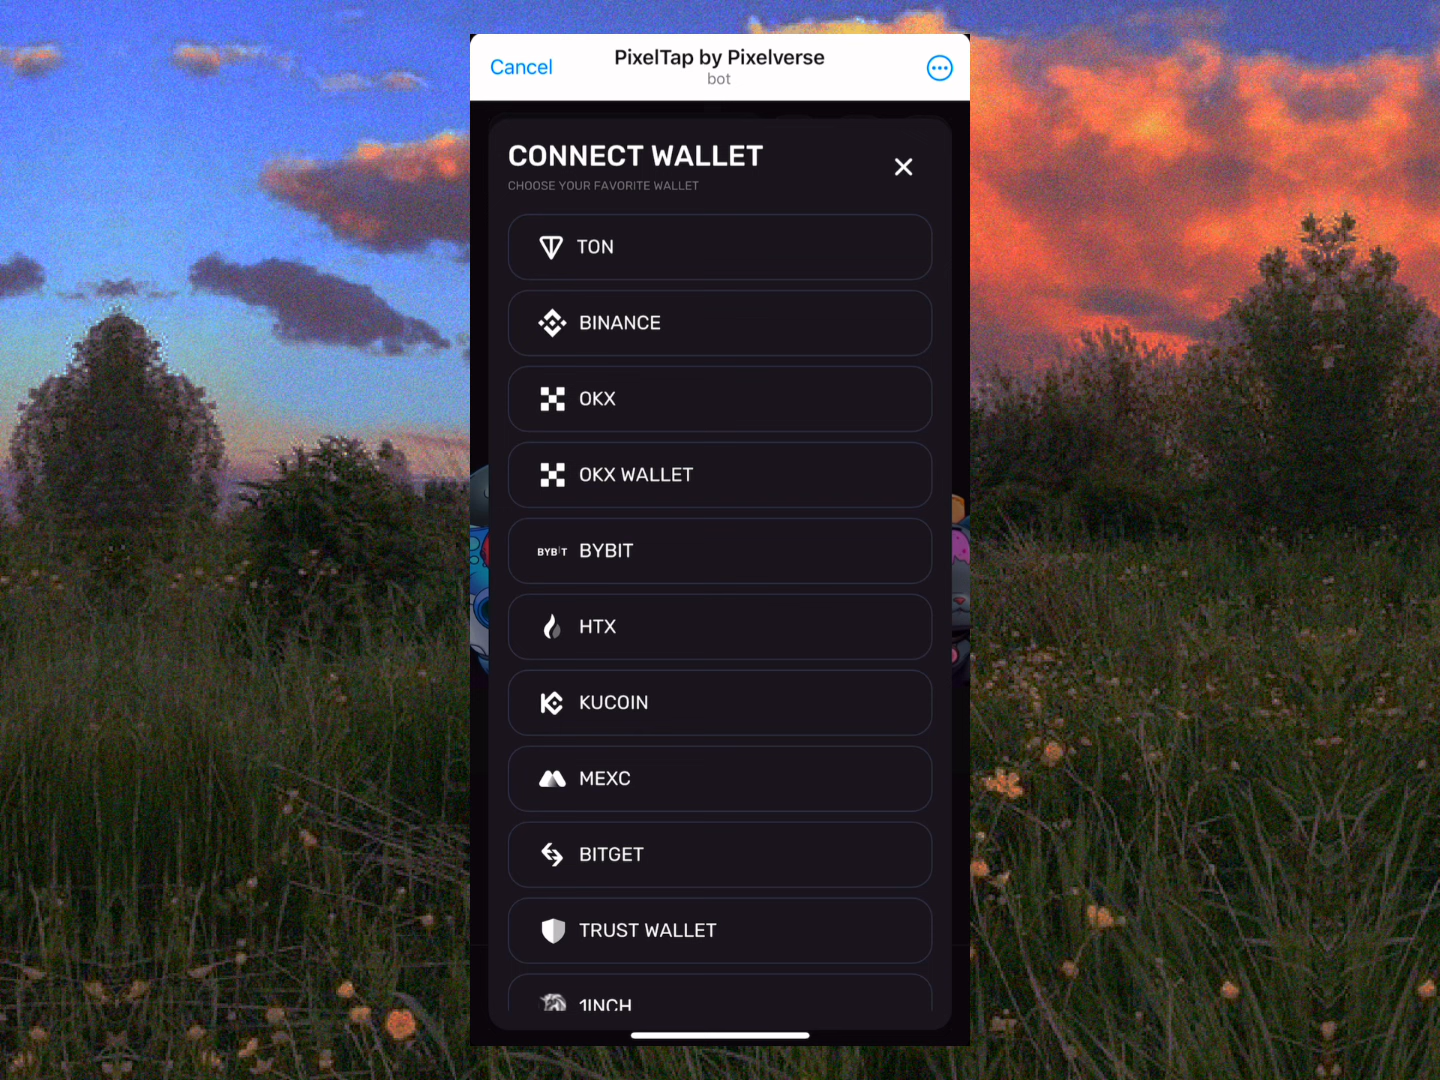 Cancel
PixelTap by Pixelverse
bot
CONNECT WALLET
CHOOSE YOUR FAVORITE WALLET
TON
BINANCE
OKX
OKX WALLET
BYBIT BYBIT
HTX
KUCOIN
MEXC
BITGET
TRUST WALLET
1INCH